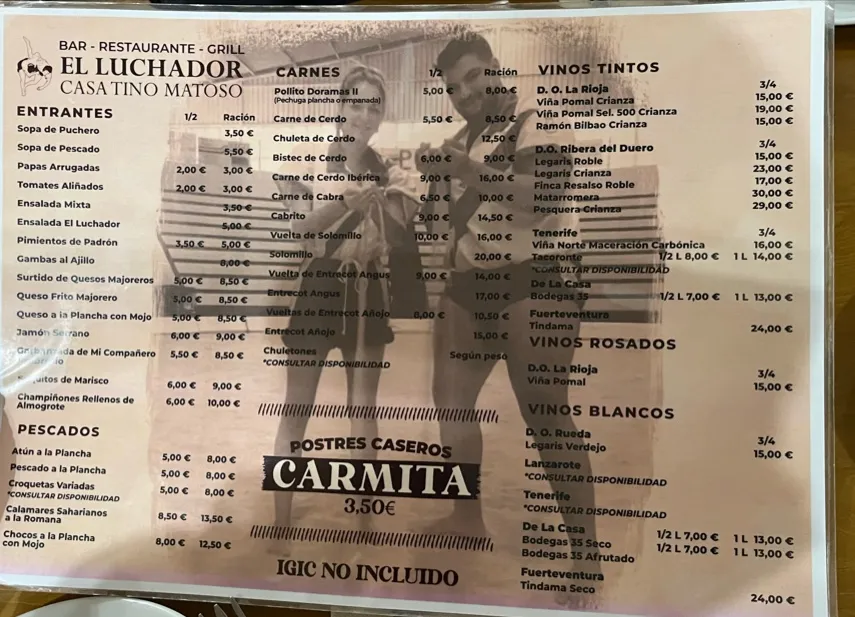 BAR - RESTAURANTE - GRILL
EL LUCHADOR
CASA TINO MATOSO
ENTRANTES 1/2 Ración
Sopa de Puchero 3,50 €
Sopa de Pescado 5,50 €
Papas Arrugadas 2,00 € 3,00 €
Tomates Aliñados 2,00 € 3,00 €
Ensalada Mixta 3,50 €
Ensalada El Luchador 5,00 €
Pimientos de Padrón 3,50 € 5,00 €
Gambas al Ajillo 8,00 €
Surtido de Quesos Majoreros 5,00 € 8,50 €
Queso Frito Majorero 5,00 € 8,50 €
Queso a la Plancha con Mojo 5,00 € 8,50 €
Jamón Serrano 6,00 € 9,00 €
de Mi Compañero 5,50 € 8,50 €
de Marisco 6,00 € 9,00 €
Champiñones Rellenos de 6,00 € 10,00 €
Almogrote
PESCADOS
Atún a la Plancha 5,00 € 8,00 €
Pescado a la Plancha 5,00 € 8,00 €
Croquetas Variadas 5,00 € 8,00 €
*CONSULTAR DISPONIBILIDAD
Calamares Saharianos 8,50 € 13,50 €
a la Romana
Chocos a la Plancha 8,00 € 12,50 €
con Mojo
CARNES 1/2 Ración
Pollito Doramas II 5,00 € 8,00 €
(Pechuga plancha o empanada)
Carne de Cerdo 5,50 € 8,50 €
Chuleta de Cerdo 12,50 €
Bistec de Cerdo 6,00 € 9,00 €
Carne de Cerdo Ibérica 9,00 € 16,00 €
Carne de Cabra 6,50 € 10,00 €
Cabrito 9,00 € 14,50 €
Vuelta de Solomillo 10,00 € 16,00 €
Solomillo 20,00 €
Vuelta de Entrecot Angus 9,00 € 14,00 €
Entrecot Angus 17,00 €
Vueltas de Entrecot Añojo 8,00 € 10,50 €
Entrecot Añojo 15,00 €
Chuletones Según peso
*CONSULTAR DISPONIBILIDAD
POSTRES CASEROS
CARMITA
3,50€
IGIC NO INCLUIDO
VINOS TINTOS
D. O. La Rioja 3/4
Viña Pomal Crianza 15,00 €
Viña Pomal Sel. 500 Crianza 19,00 €
Ramón Bilbao Crianza 15,00 €
D.O. Ribera del Duero 3/4
Legaris Roble 15,00 €
Legaris Crianza 23,00 €
Finca Resalso Roble 17,00 €
Matarromera 30,00 €
Pesquera Crianza 29,00 €
Tenerife 3/4
Viña Norte Maceración Carbónica 16,00 €
Tacoronte 1/2 L 8,00 € 1 L 14,00 €
*CONSULTAR DISPONIBILIDAD
De La Casa
Bodegas 35 1/2 L 7,00 € 1 L 13,00 €
Fuerteventura
Tindama 24,00 €
VINOS ROSADOS
D.O. La Rioja 3/4
Viña Pomal 15,00 €
VINOS BLANCOS
D. O. Rueda 3/4
Legaris Verdejo 15,00 €
Lanzarote
*CONSULTAR DISPONIBILIDAD
Tenerife
*CONSULTAR DISPONIBILIDAD
De La Casa
Bodegas 35 Seco 1/2 L 7,00 € 1 L 13,00 €
Bodegas 35 Afrutado 1/2 L 7,00 € 1 L 13,00 €
Fuerteventura
Tindama Seco 24,00 €